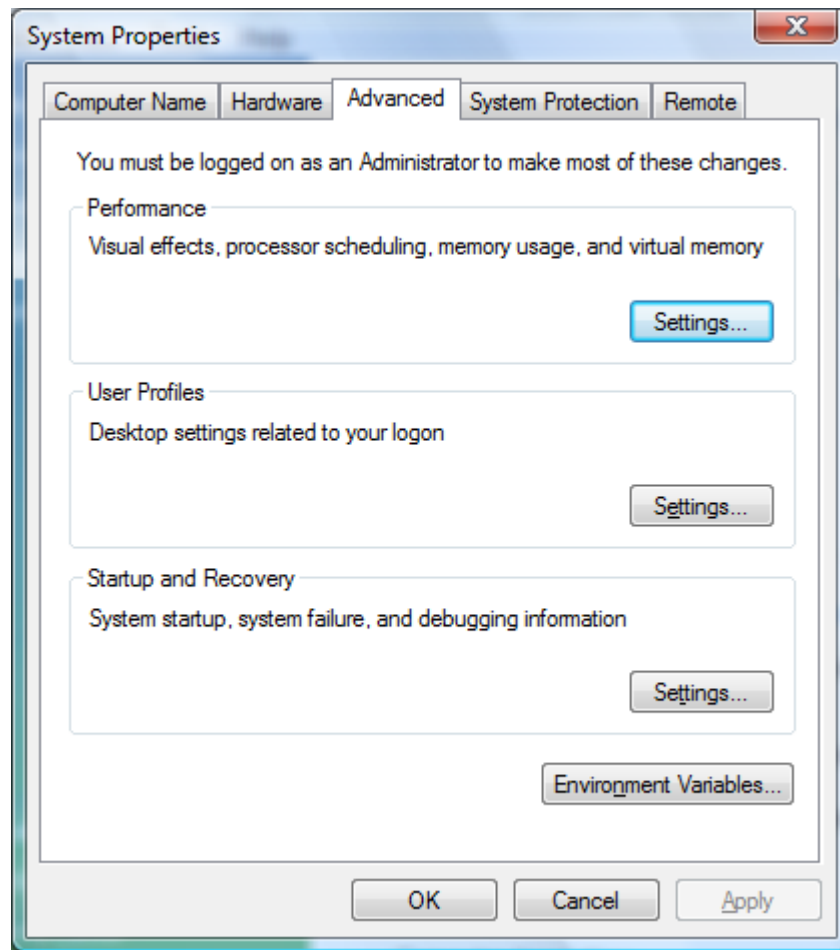 System Properties
Computer Name Hardware Advanced System Protection Remote
You must be logged on as an Administrator to make most of these changes.
Performance
Visual effects, processor scheduling, memory usage, and virtual memory
Settings...
User Profiles
Desktop settings related to your logon
Settings...
Startup and Recovery
System startup, system failure, and debugging information
Settings...
Environment Variables...
OK Cancel Apply